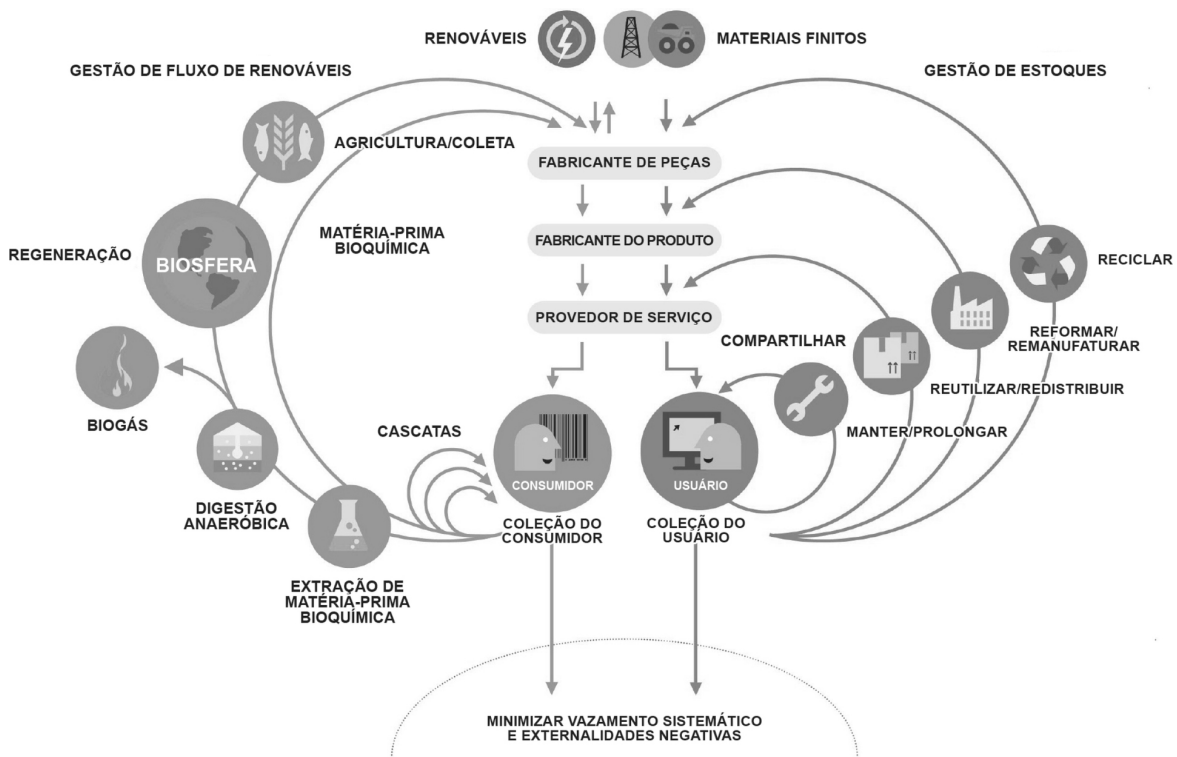 RENOVÁVEIS
MATERIAIS FINITOS
GESTÃO DE FLUXO DE RENOVÁVEIS
GESTÃO DE ESTOQUES
AGRICULTURA/COLETA
FABRICANTE DE PEÇAS
MATÉRIA-PRIMA
BIOQUÍMICA
FABRICANTE DO PRODUTO
REGENERAÇÃO
BIOSFERA
RECICLAR
PROVEDOR DE SERVIÇO
COMPARTILHAR
REFORMAR/
REMANUFATURAR
REUTILIZAR/REDISTRIBUIR
BIOGÁS
CASCATAS
MANTER/PROLONGAR
CONSUMIDOR
USUÁRIO
DIGESTÃO
ANAERÓBICA
COLEÇÃO DO
CONSUMIDOR
COLEÇÃO DO
USUÁRIO
EXTRAÇÃO DE
MATÉRIA-PRIMA
BIOQUÍMICA
MINIMIZAR VAZAMENTO SISTEMÁTICO
E EXTERNALIDADES NEGATIVAS